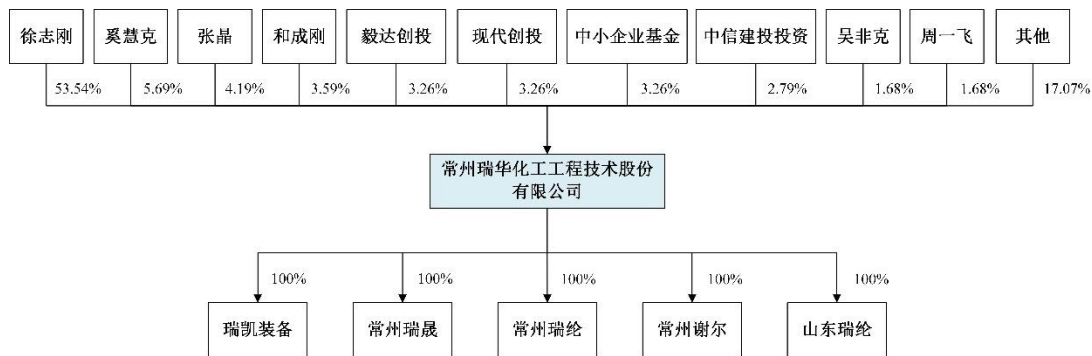 徐志刚
奚慧克
张晶
和成刚
毅达创投
现代创投
中小企业基金
中信建投投资
吴非克
周一飞
其他
53.54%
5.69%
4.19%
3.59%
3.26%
3.26%
3.26%
2.79%
1.68%
1.68%
17.07%
常州瑞华化工工程技术股份
有限公司
100%
100%
100%
100%
100%
瑞凯装备
常州瑞晟
常州瑞纶
常州谢尔
山东瑞纶